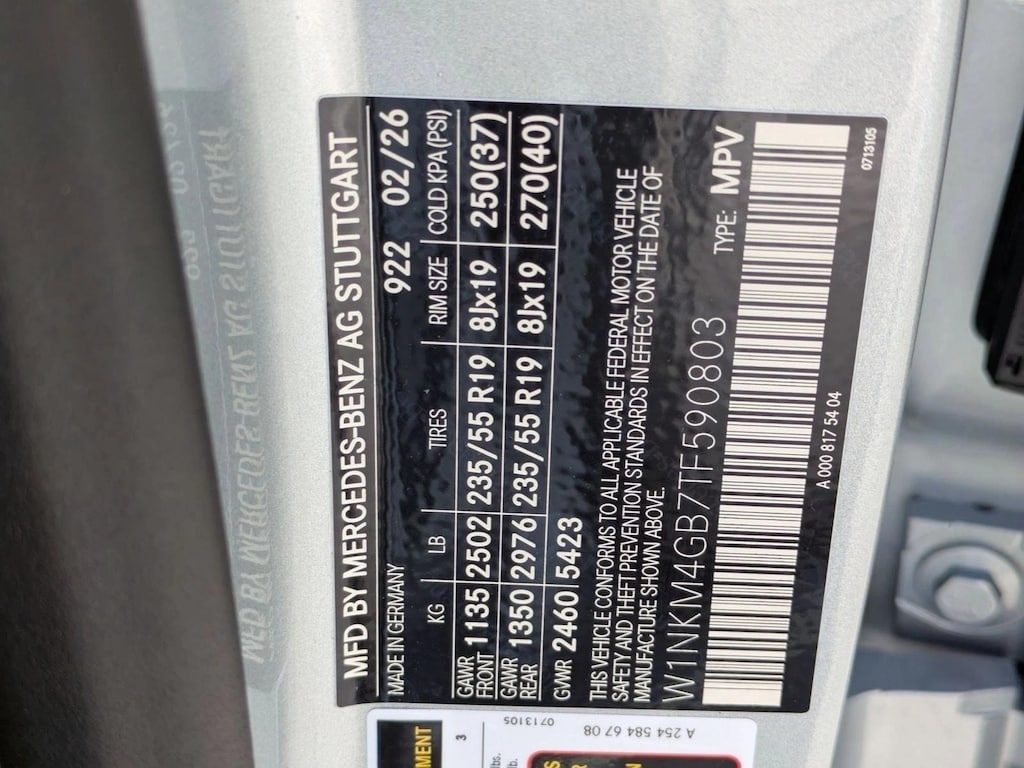 MFD BY MERCEDES-BENZ AG STUTTGART
MADE IN GERMANY 922 02/26
KG LB TIRES RIM SIZE COLD KPA (PSI)
GAWR FRONT 1135 2502 235/55 R19 8Jx19 250(37)
GAWR REAR 1350 2976 235/55 R19 8Jx19 270(40)
GVWR 2460 5423
THIS VEHICLE CONFORMS TO ALL APPLICABLE FEDERAL MOTOR VEHICLE
SAFETY AND THEFT PREVENTION STANDARDS IN EFFECT ON THE DATE OF
MANUFACTURE SHOWN ABOVE.
W1NKM4GB7TF590803 TYPE: MPV
A 000 817 54 04
0713105
A 254 584 67 08
0713105
3
lbs.
lb.